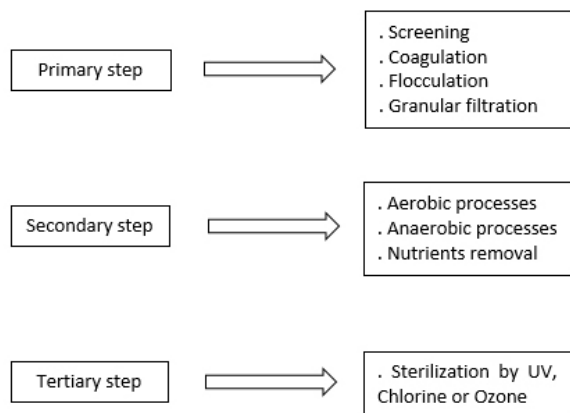 Primary step
. Screening
. Coagulation
. Flocculation
. Granular filtration
Secondary step
. Aerobic processes
. Anaerobic processes
. Nutrients removal
Tertiary step
. Sterilization by UV,
Chlorine or Ozone